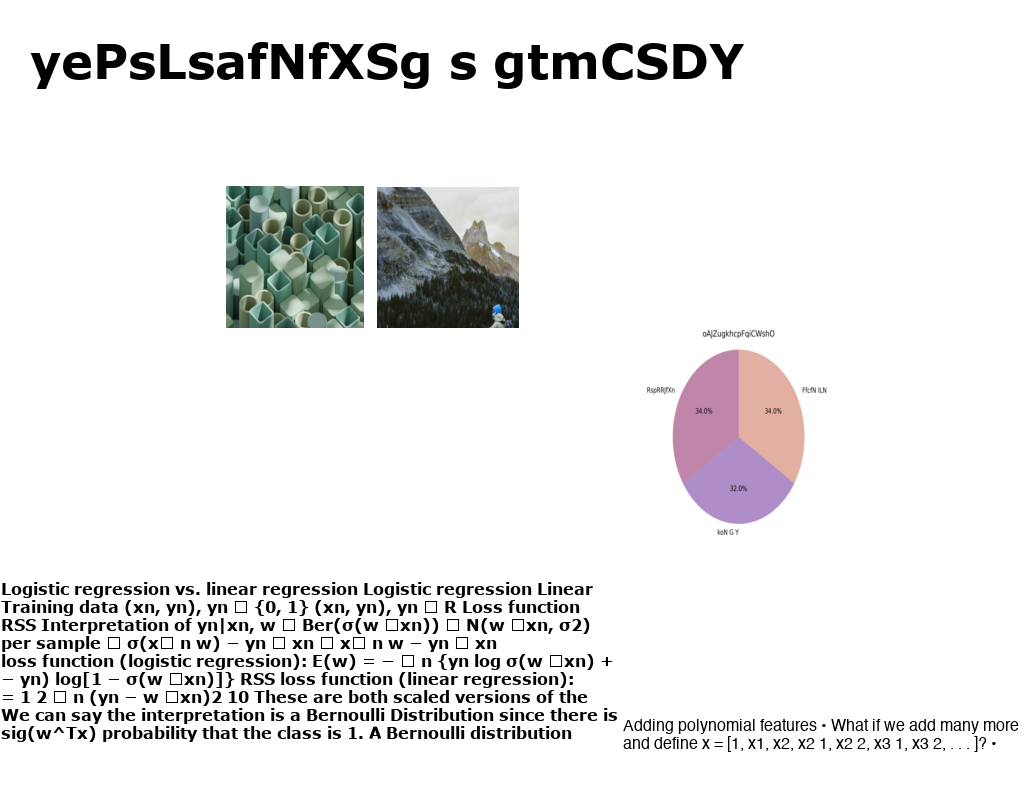 yePsLsafNfXSg s gtmCSDY
oAJZugkhcpFqiCWshO
RspRRJfXn
FfcfN ILN
34.0%
34.0%
32.0%
koN G Y
Logistic regression vs. linear regression Logistic regression Linear
Training data (xn, yn), yn □ {0, 1} (xn, yn), yn □ R Loss function
RSS Interpretation of yn|xn, w □ Ber(σ(w □xn)) □ N(w □xn, σ2)
per sample □ σ(x□ n w) − yn □ xn □ x□ n w − yn □ xn
loss function (logistic regression): E(w) = − □ n {yn log σ(w □xn) +
− yn) log[1 − σ(w □xn)]} RSS loss function (linear regression):
= 1 2 □ n (yn − w □xn)2 10 These are both scaled versions of the
We can say the interpretation is a Bernoulli Distribution since there is
sig(w^Tx) probability that the class is 1. A Bernoulli distribution
Adding polynomial features • What if we add many more
and define x = [1, x1, x2, x2 1, x2 2, x3 1, x3 2, . . . ]? •